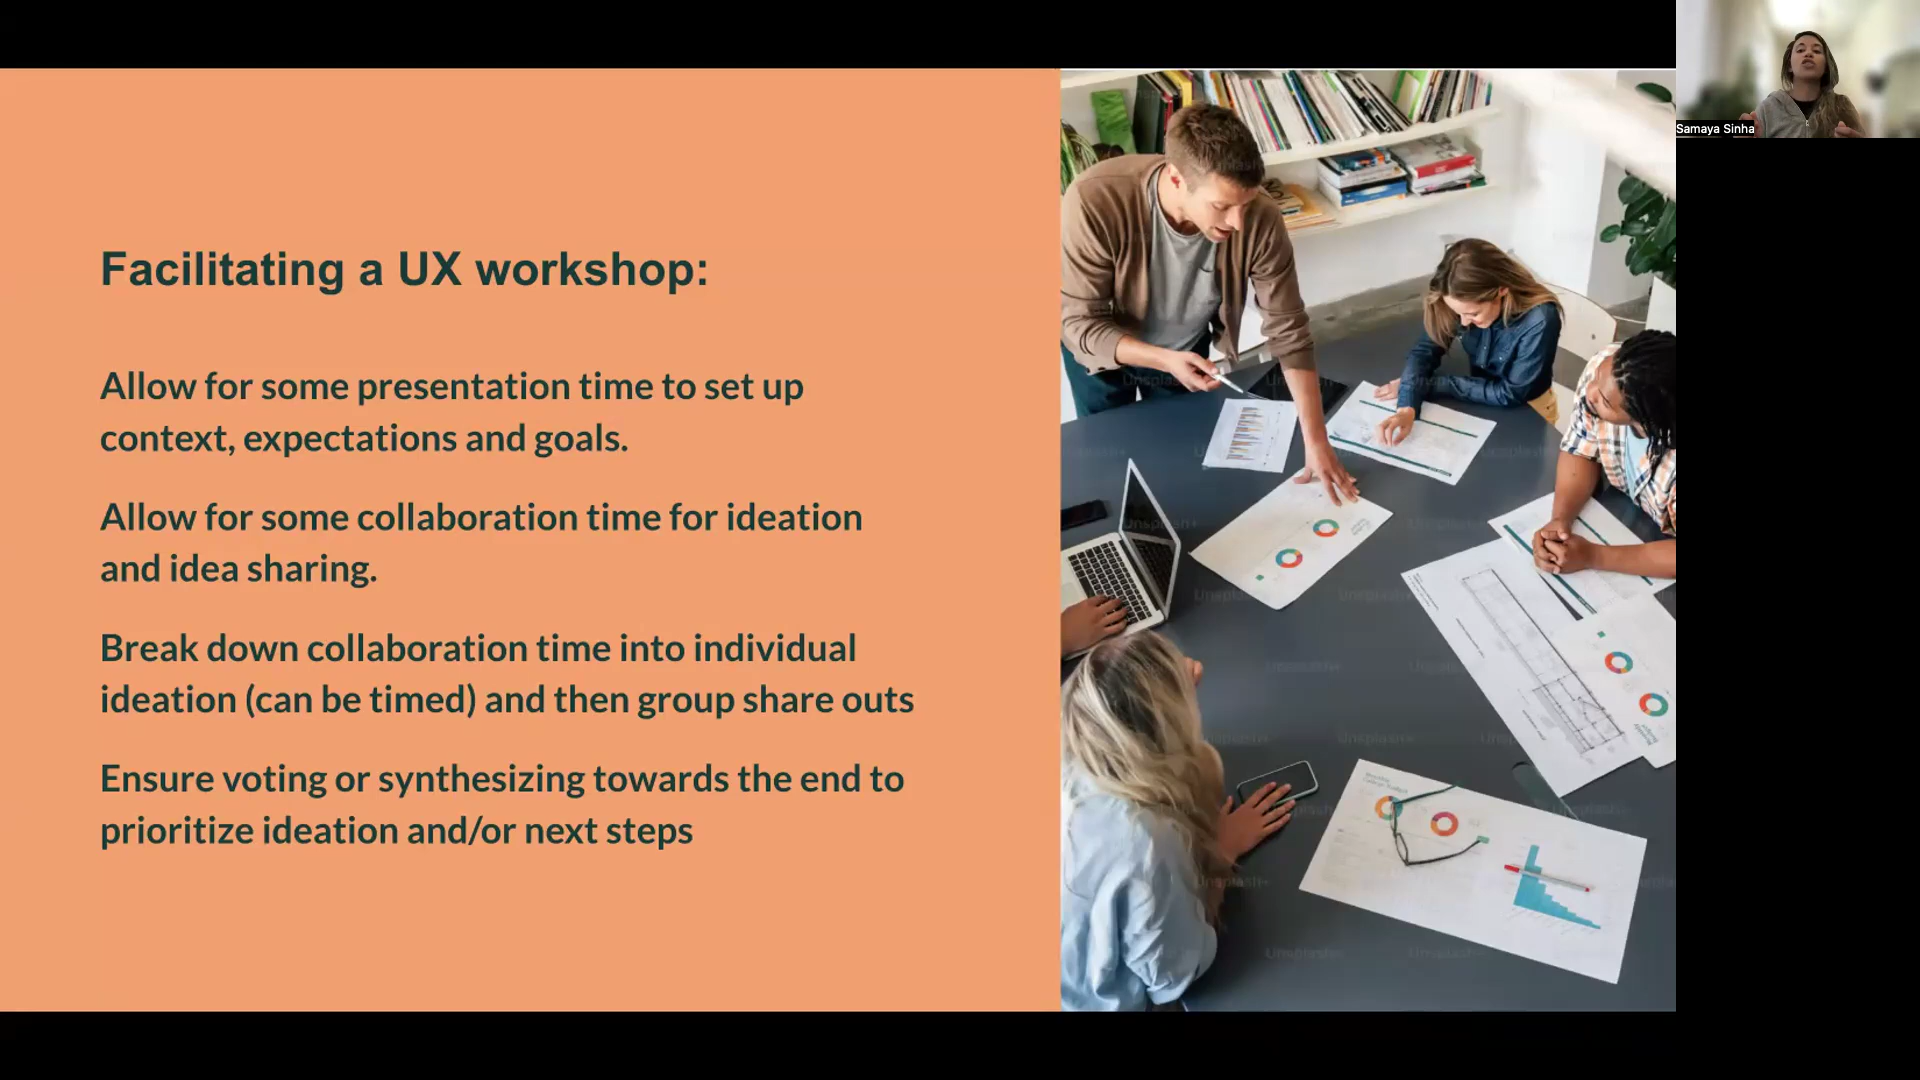 Facilitating a UX workshop:
Allow for some presentation time to set up
context, expectations and goals.
Allow for some collaboration time for ideation
and idea sharing.
Break down collaboration time into individual
ideation (can be timed) and then group share outs
Ensure voting or synthesizing towards the end to
prioritize ideation and/or next steps
Samaya Sinha